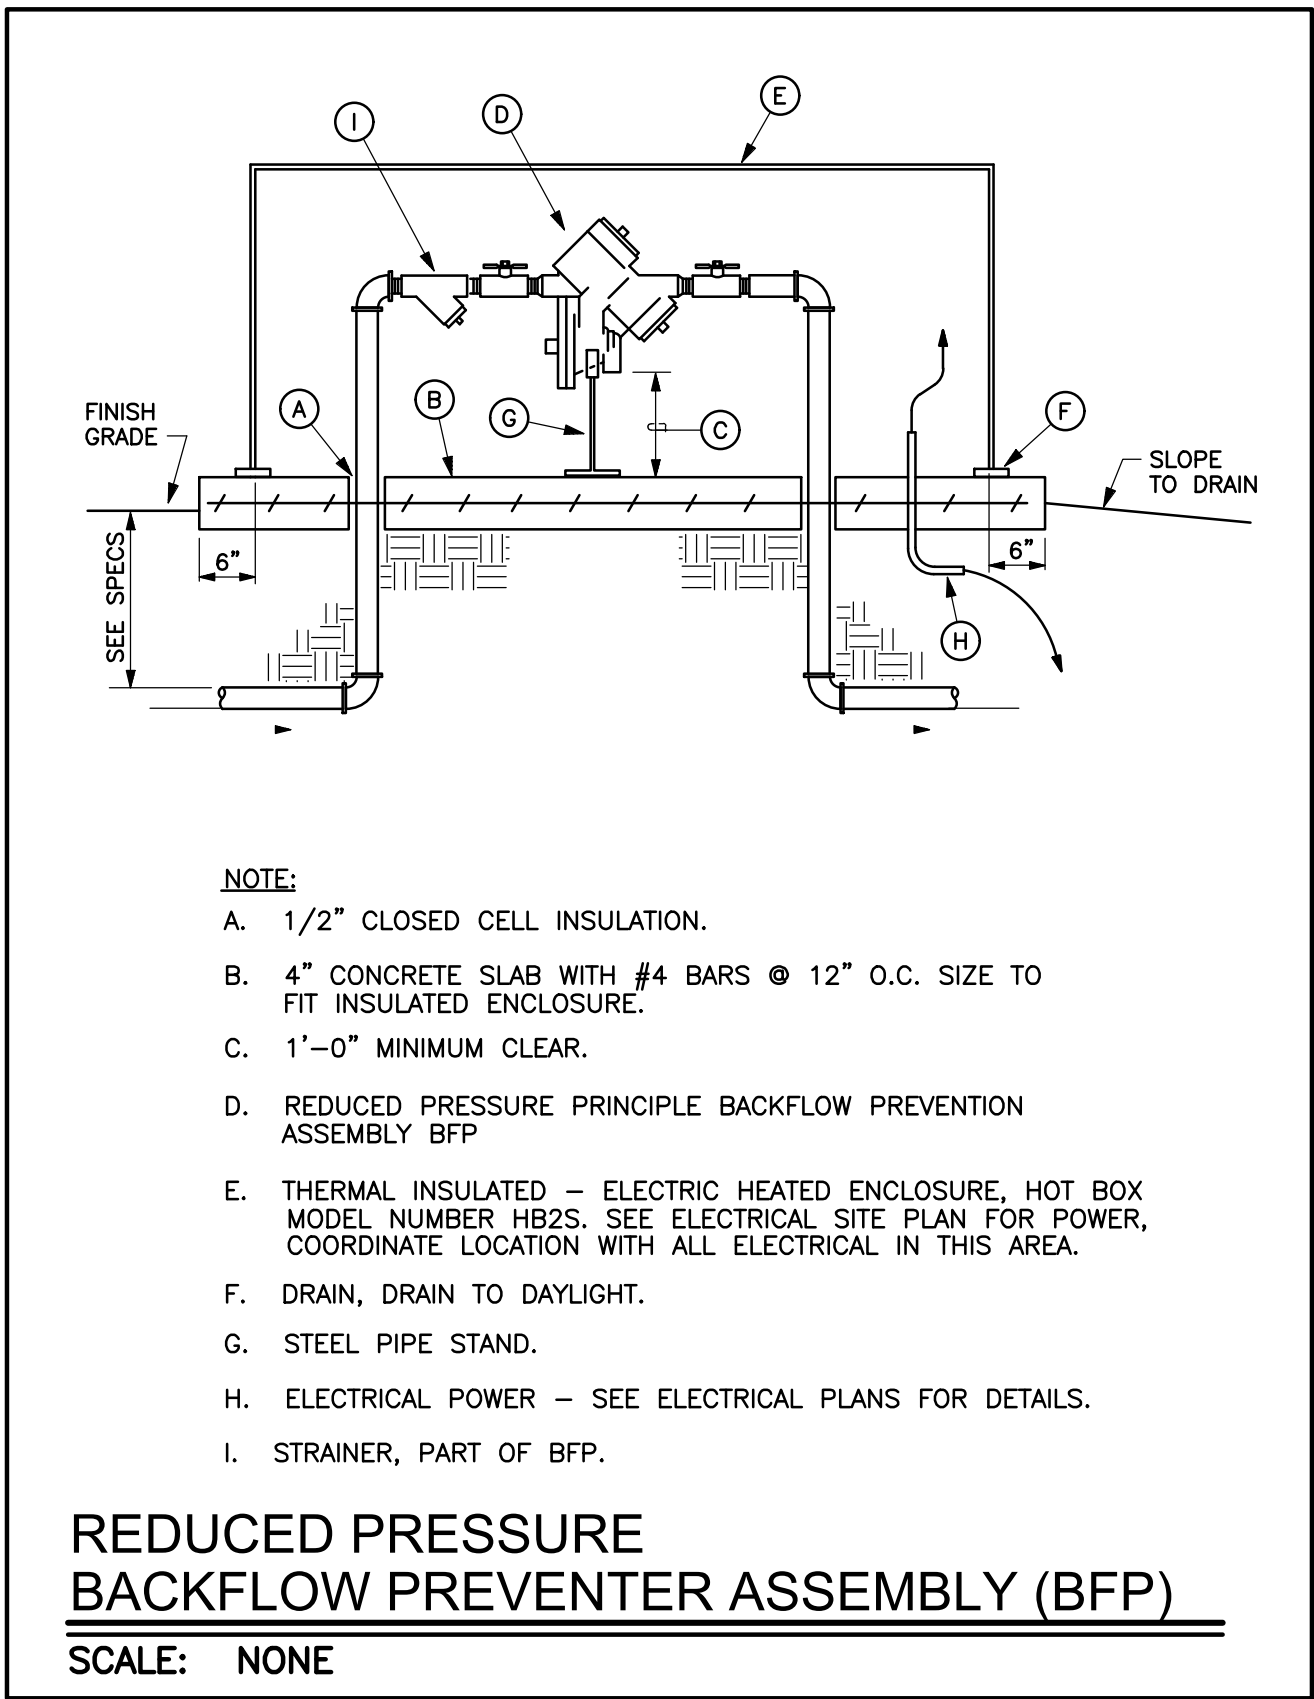 I
D
E
A
B
G
C
F
FINISH
GRADE
SLOPE
TO DRAIN
6”
6”
SEE SPECS
H
NOTE:
A. 1/2” CLOSED CELL INSULATION.
B. 4” CONCRETE SLAB WITH #4 BARS @ 12” O.C. SIZE TO
FIT INSULATED ENCLOSURE.
C. 1’-0” MINIMUM CLEAR.
D. REDUCED PRESSURE PRINCIPLE BACKFLOW PREVENTION
ASSEMBLY BFP
E. THERMAL INSULATED – ELECTRIC HEATED ENCLOSURE, HOT BOX
MODEL NUMBER HB2S. SEE ELECTRICAL SITE PLAN FOR POWER,
COORDINATE LOCATION WITH ALL ELECTRICAL IN THIS AREA.
F. DRAIN, DRAIN TO DAYLIGHT.
G. STEEL PIPE STAND.
H. ELECTRICAL POWER – SEE ELECTRICAL PLANS FOR DETAILS.
I. STRAINER, PART OF BFP.
REDUCED PRESSURE
BACKFLOW PREVENTER ASSEMBLY (BFP)
SCALE: NONE